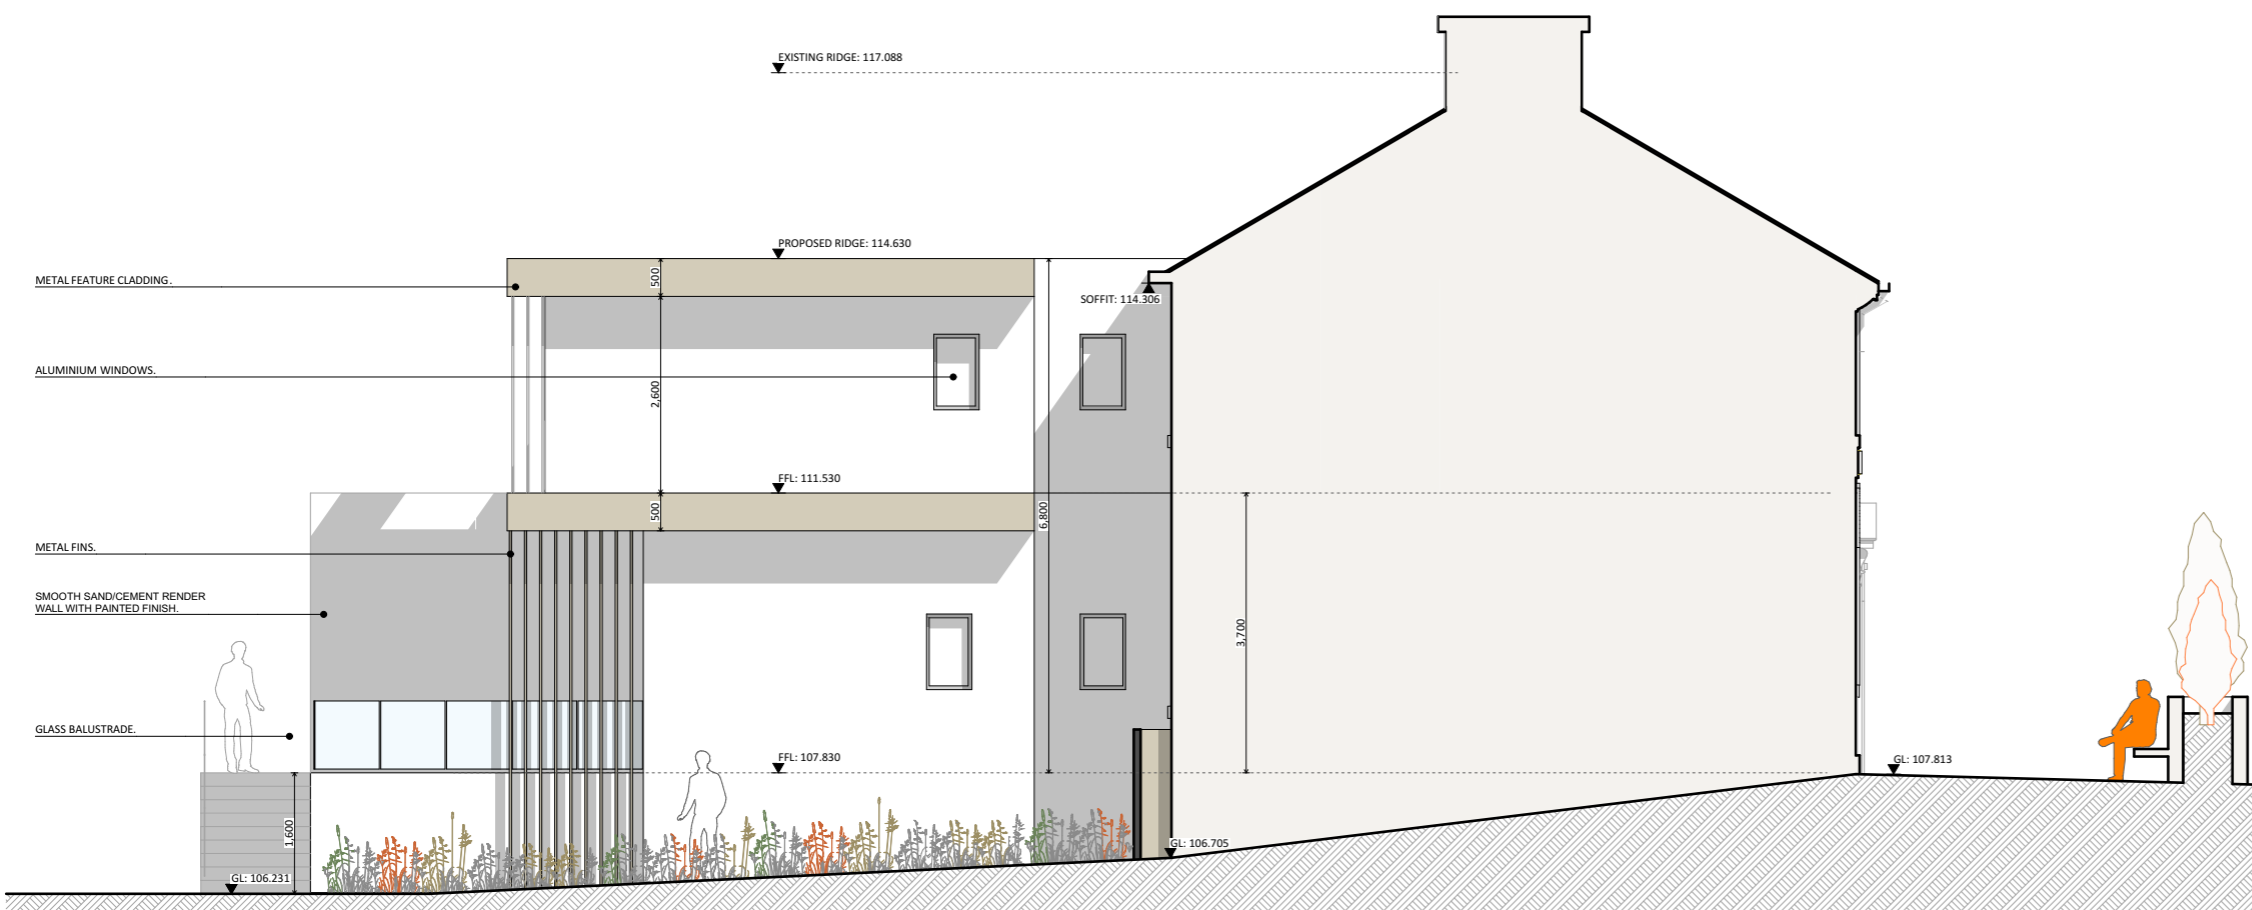 EXISTING RIDGE: 117.088
PROPOSED RIDGE: 114.630
METAL FEATURE CLADDING.
500
SOFFIT: 114.306
ALUMINIUM WINDOWS.
2,600
FFL: 111.530
500
6,800
METAL FINS.
SMOOTH SAND/CEMENT RENDER
WALL WITH PAINTED FINISH.
3,700
GLASS BALUSTRADE.
FFL: 107.830
GL: 107.813
1,600
GL: 106.705
GL: 106.231